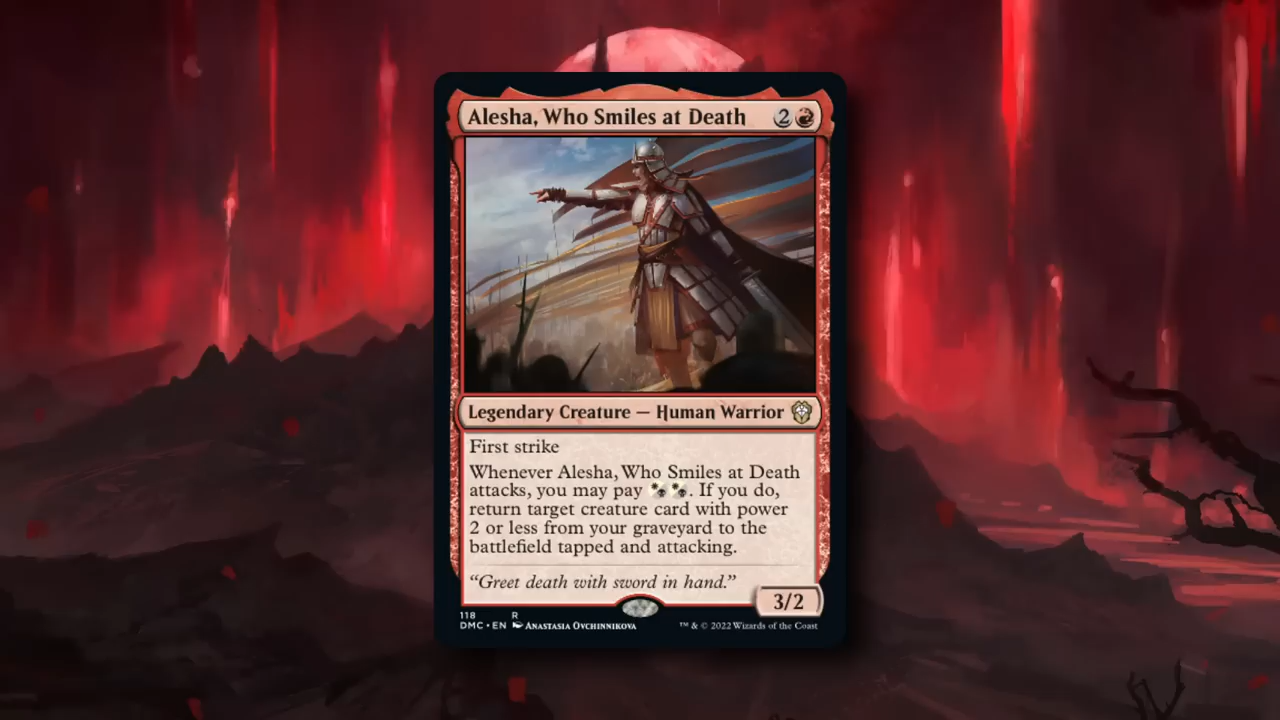 Alesha, Who Smiles at Death 2
Legendary Creature — Human Warrior
First strike
Whenever Alesha, Who Smiles at Death
attacks, you may pay . If you do,
return target creature card with power
2 or less from your graveyard to the
battlefield tapped and attacking.
“Greet death with sword in hand.”
3/2
118 R
DMC • EN Anastasia Ovchinnikova ™ & © 2022 Wizards of the Coast